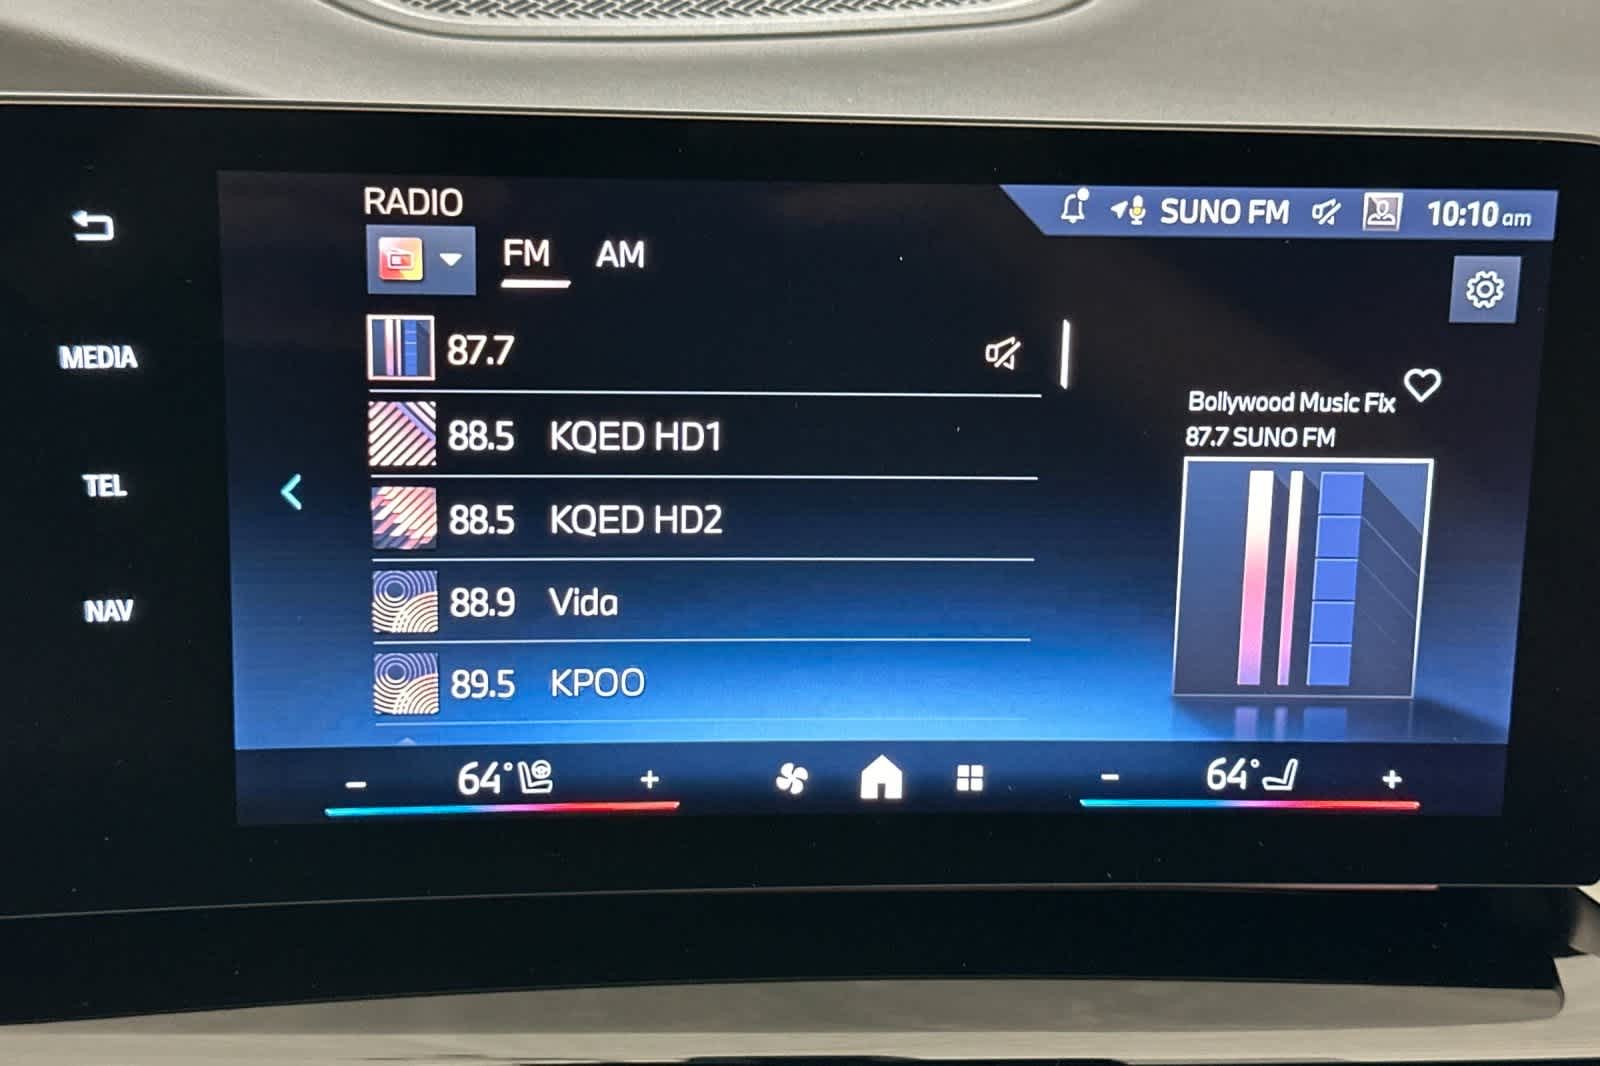 RADIO
SUNO FM 10:10 am
FM AM
87.7
MEDIA
Bollywood Music Fix
88.5 KQED HD1
87.7 SUNO FM
TEL
88.5 KQED HD2
88.9 Vida
NAV
89.5 KPOO
- 64° + - 64° +